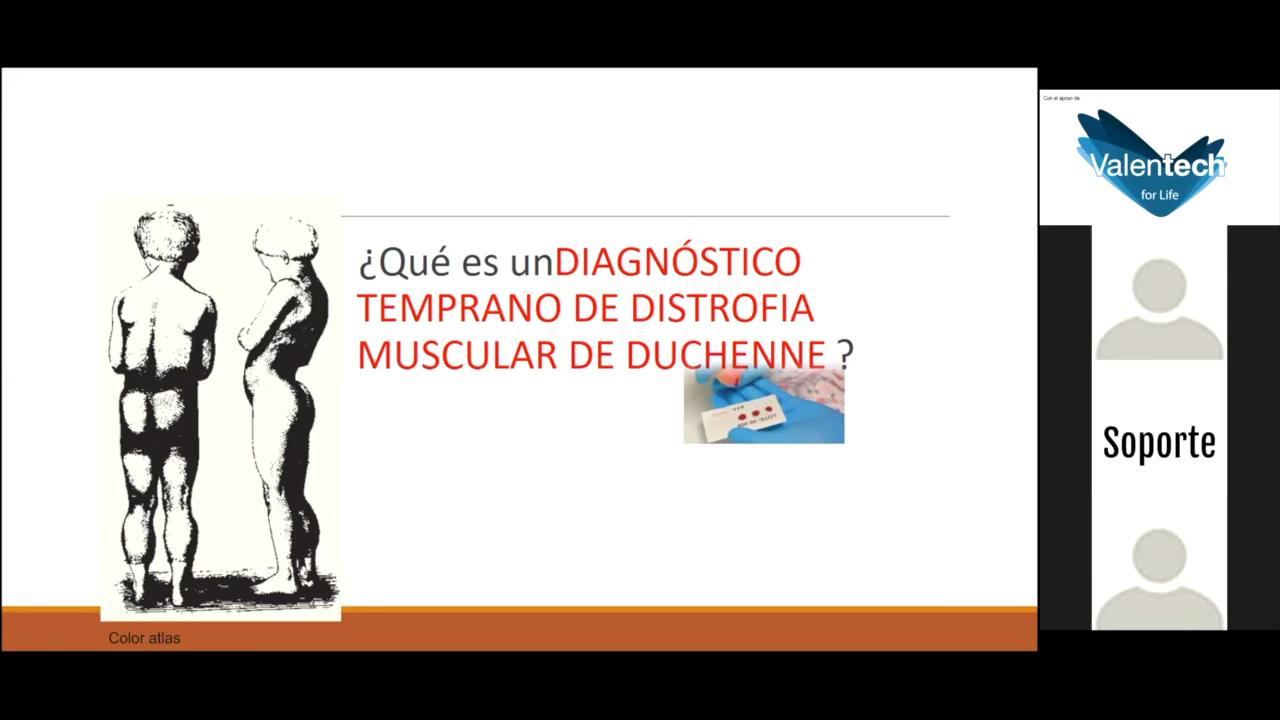 ¿Qué es unDIAGNÓSTICO
TEMPRANO DE DISTROFIA
MUSCULAR DE DUCHENNE ?
Color atlas
Con el apoyo de:
Valentech
for Life
Soporte